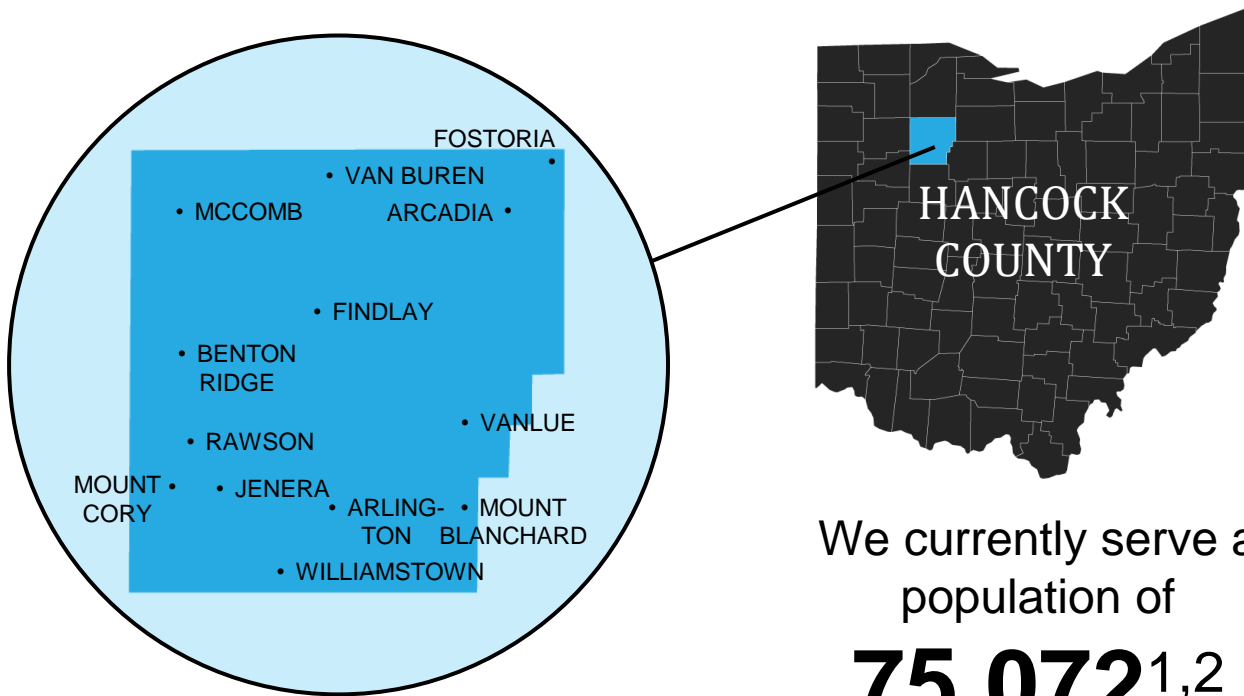 FOSTORIA
• VAN BUREN
• MCCOMB
ARCADIA •
• FINDLAY
• BENTON
RIDGE
• VANLUE
• RAWSON
MOUNT •
CORY
• JENERA
• ARLING-
TON
• MOUNT
BLANCHARD
• WILLIAMSTOWN
HANCOCK
COUNTY
We currently serve a
population of
75,072 1,2